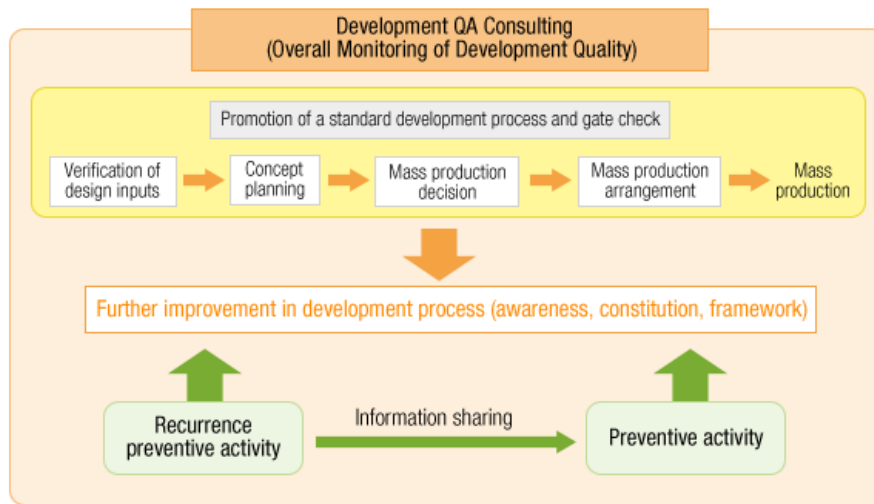 Development QA Consulting
(Overall Monitoring of Development Quality)
Promotion of a standard development process and gate check
Verification of
design inputs
Concept
planning
Mass production
decision
Mass production
arrangement
Mass
production
Further improvement in development process (awareness, constitution, framework)
Recurrence
preventive activity
Information sharing
Preventive activity